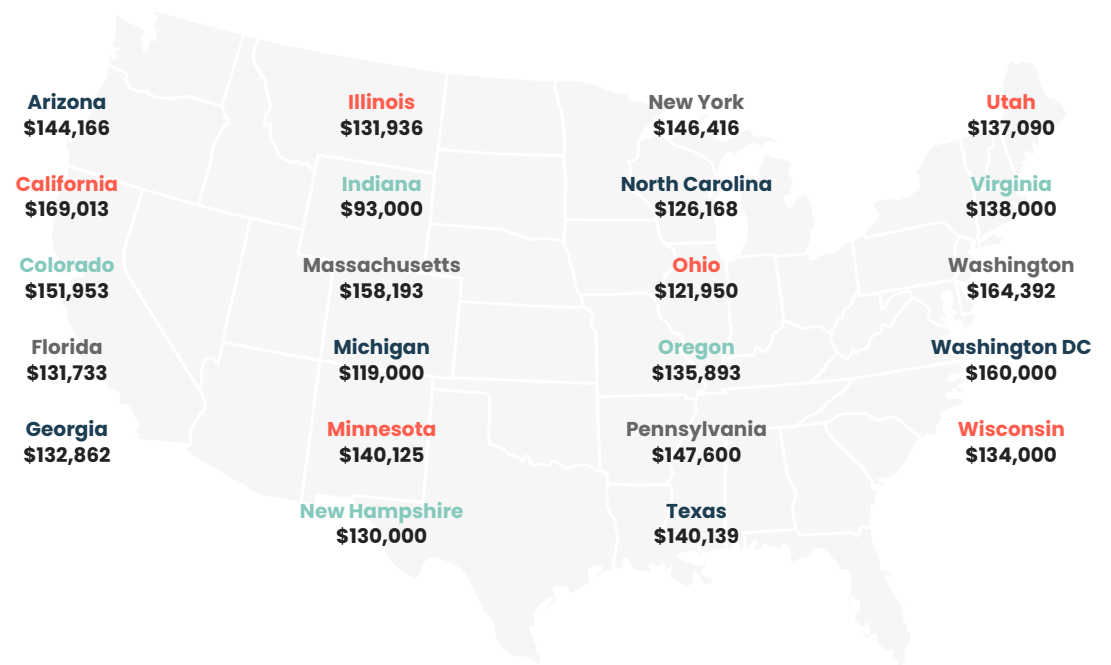 Arizona
$144,166
California
$169,013
Colorado
$151,953
Florida
$131,733
Georgia
$132,862
Illinois
$131,936
Indiana
$93,000
Massachusetts
$158,193
Michigan
$119,000
Minnesota
$140,125
New Hampshire
$130,000
New York
$146,416
North Carolina
$126,168
Ohio
$121,950
Oregon
$135,893
Pennsylvania
$147,600
Texas
$140,139
Utah
$137,090
Virginia
$138,000
Washington
$164,392
Washington DC
$160,000
Wisconsin
$134,000